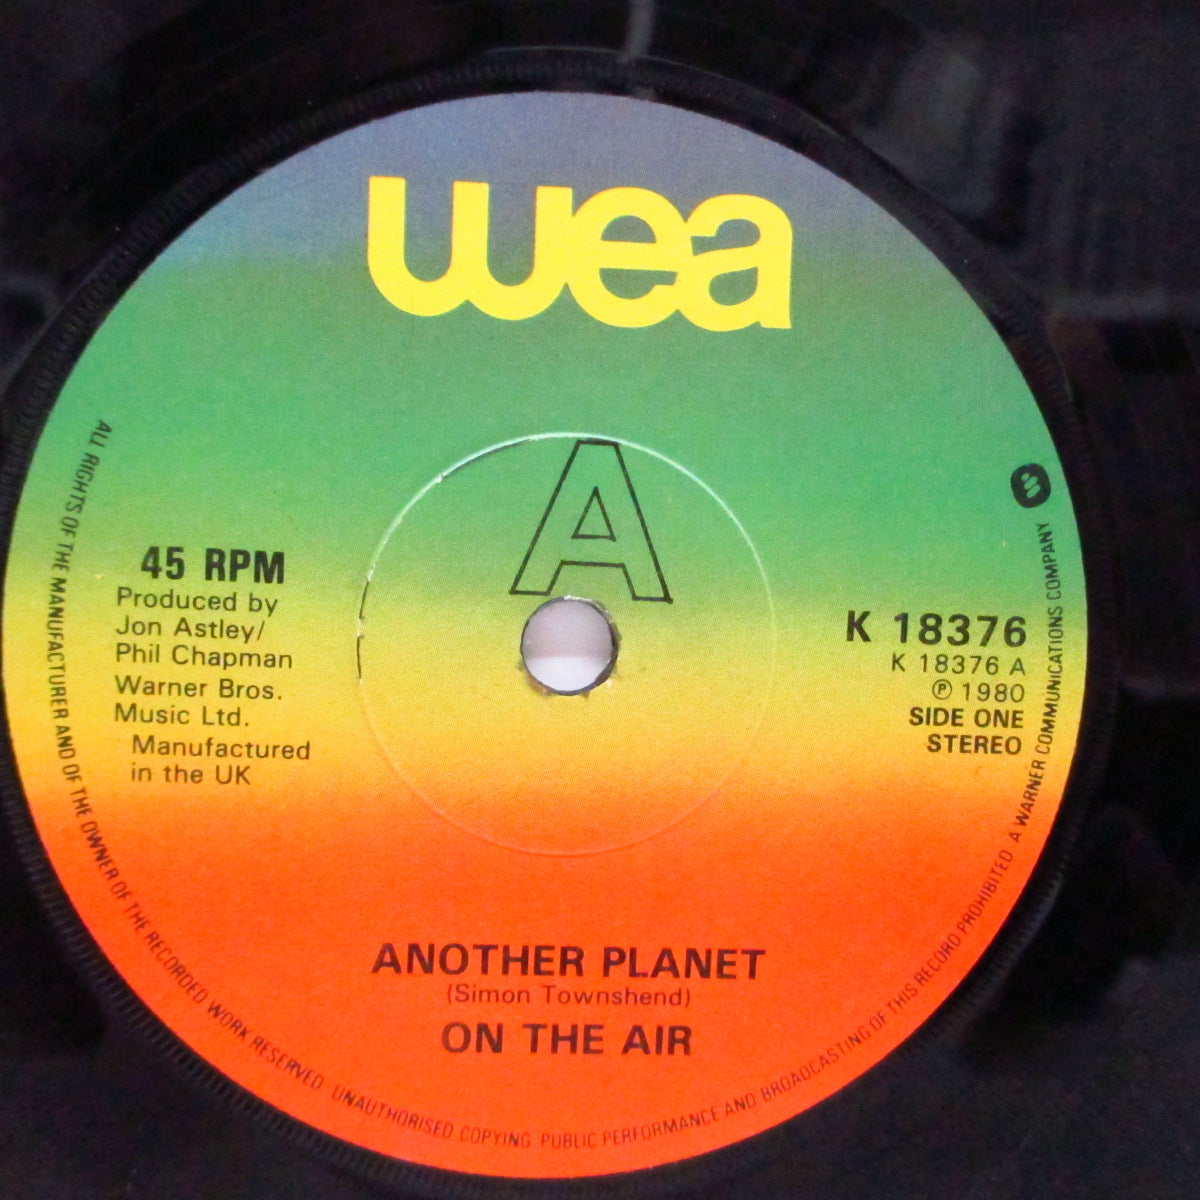 wea
A
45 RPM
Produced by
Jon Astley/
Phil Chapman
Warner Bros.
Music Ltd.
Manufactured
in the UK
K 18376
K 18376 A
℗ 1980
SIDE ONE
STEREO
ANOTHER PLANET
(Simon Townshend)
ON THE AIR
ALL RIGHTS OF THE MANUFACTURER AND OF THE OWNER OF THE RECORDED WORK RESERVED UNAUTHORISED COPYING PUBLIC PERFORMANCE AND BROADCASTING OF THIS RECORD PROHIBITED A WARNER COMMUNICATIONS COMPANY